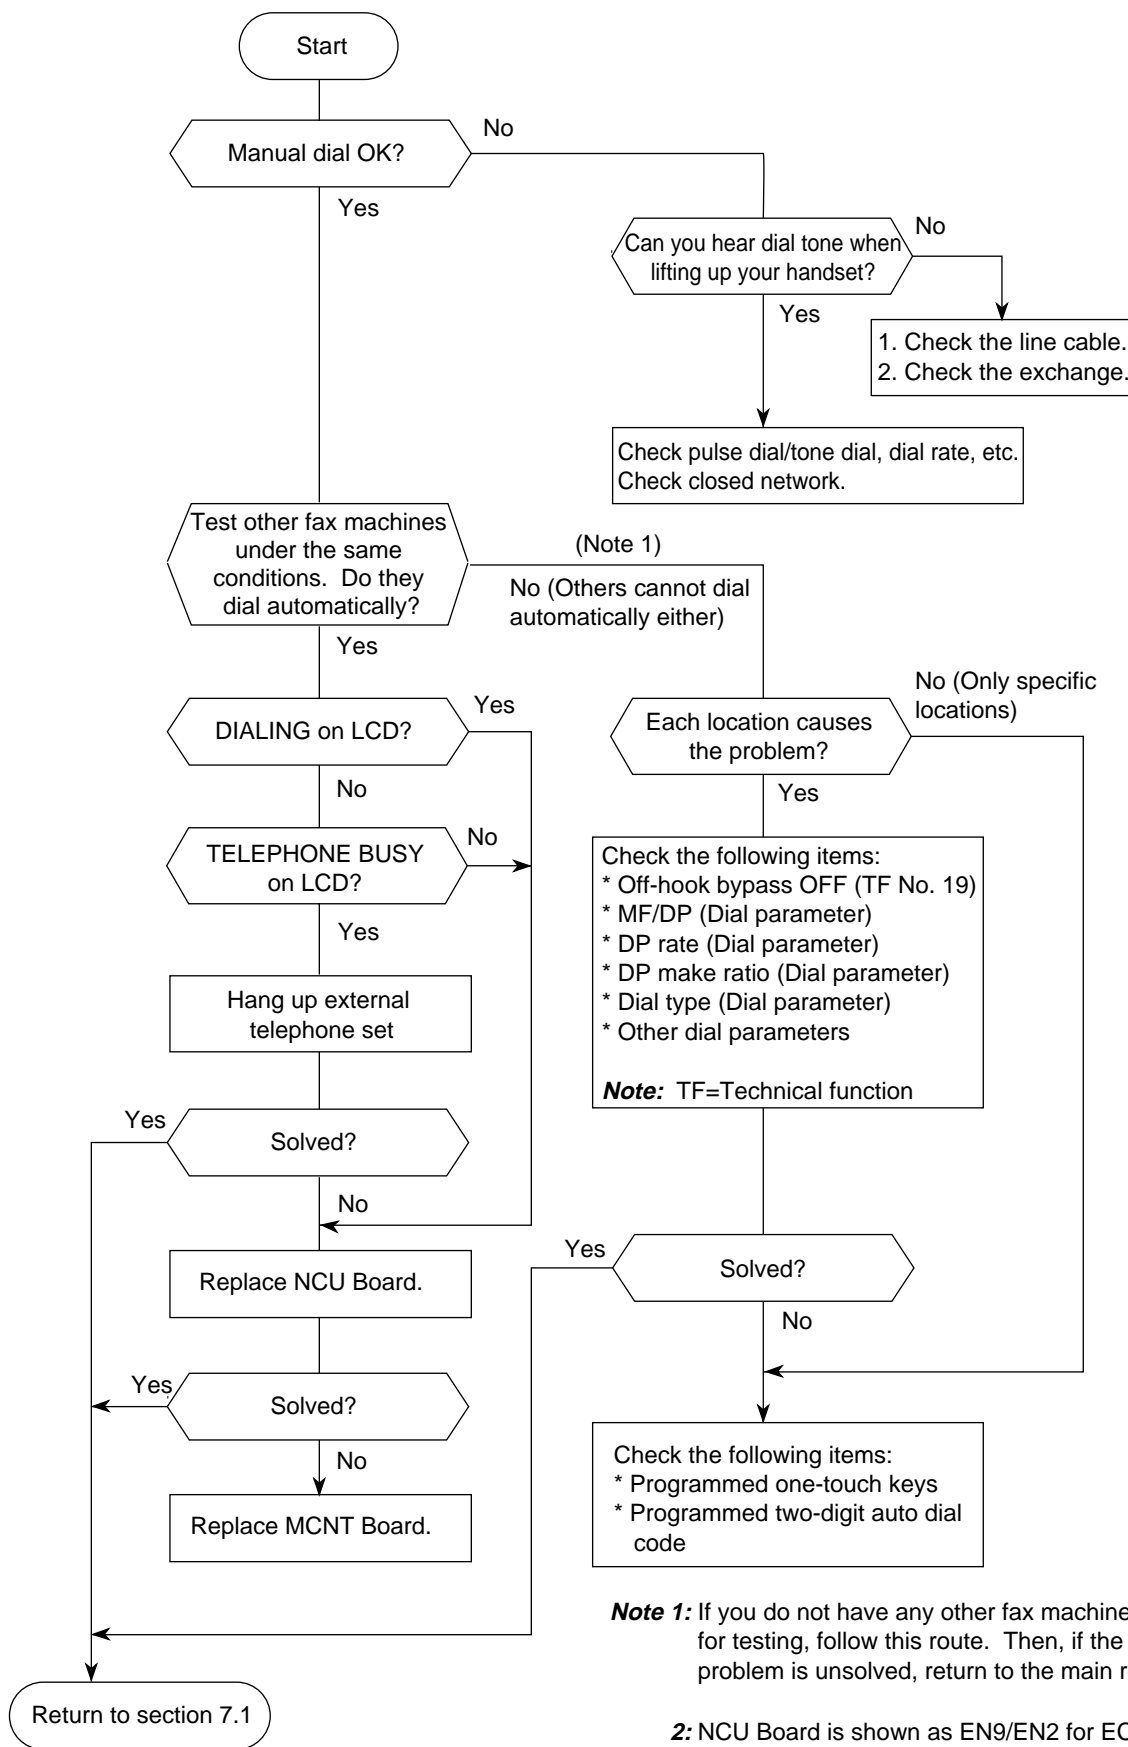 Start
Manual dial OK?
No
Yes
Can you hear dial tone when
lifting up your handset?
No
Yes
1. Check the line cable.
2. Check the exchange.
Check pulse dial/tone dial, dial rate, etc.
Check closed network.
Test other fax machines
under the same
conditions. Do they
dial automatically?
(Note 1)
No (Others cannot dial
automatically either)
Yes
DIALING on LCD?
Yes
No
Each location causes
the problem?
No (Only specific
locations)
Yes
TELEPHONE BUSY
on LCD?
No
Yes
Check the following items:
* Off-hook bypass OFF (TF No. 19)
* MF/DP (Dial parameter)
* DP rate (Dial parameter)
* DP make ratio (Dial parameter)
* Dial type (Dial parameter)
* Other dial parameters
Note: TF=Technical function
Hang up external
telephone set
Yes
Solved?
No
Replace NCU Board.
Yes
Solved?
No
Yes
Solved?
No
Replace MCNT Board.
Check the following items:
* Programmed one-touch keys
* Programmed two-digit auto dial
code
Note 1: If you do not have any other fax machine
for testing, follow this route. Then, if the
problem is unsolved, return to the main
Return to section 7.1
2: NCU Board is shown as EN9/EN2 for